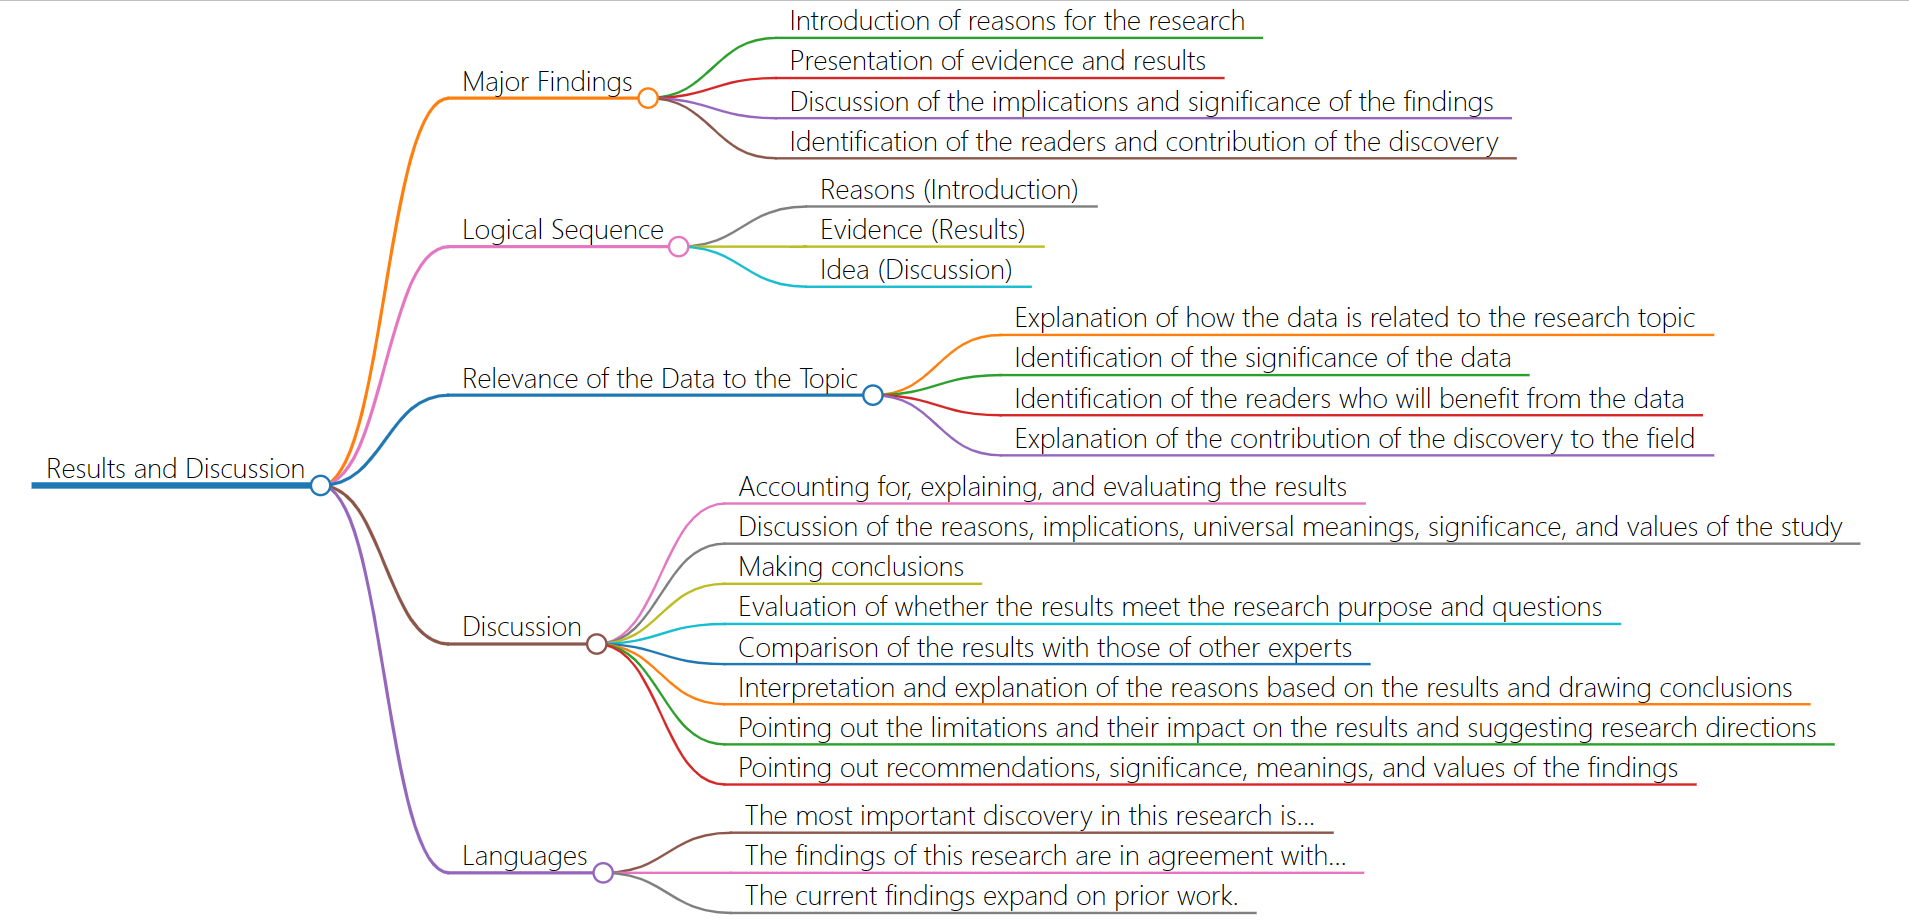 Results and Discussion
Major Findings
Introduction of reasons for the research
Presentation of evidence and results
Discussion of the implications and significance of the findings
Identification of the readers and contribution of the discovery
Logical Sequence
Reasons (Introduction)
Evidence (Results)
Idea (Discussion)
Relevance of the Data to the Topic
Explanation of how the data is related to the research topic
Identification of the significance of the data
Identification of the readers who will benefit from the data
Explanation of the contribution of the discovery to the field
Discussion
Accounting for, explaining, and evaluating the results
Discussion of the reasons, implications, universal meanings, significance, and values of the study
Making conclusions
Evaluation of whether the results meet the research purpose and questions
Comparison of the results with those of other experts
Interpretation and explanation of the reasons based on the results and drawing conclusions
Pointing out the limitations and their impact on the results and suggesting research directions
Pointing out recommendations, significance, meanings, and values of the findings
Languages
The most important discovery in this research is...
The findings of this research are in agreement with...
The current findings expand on prior work.